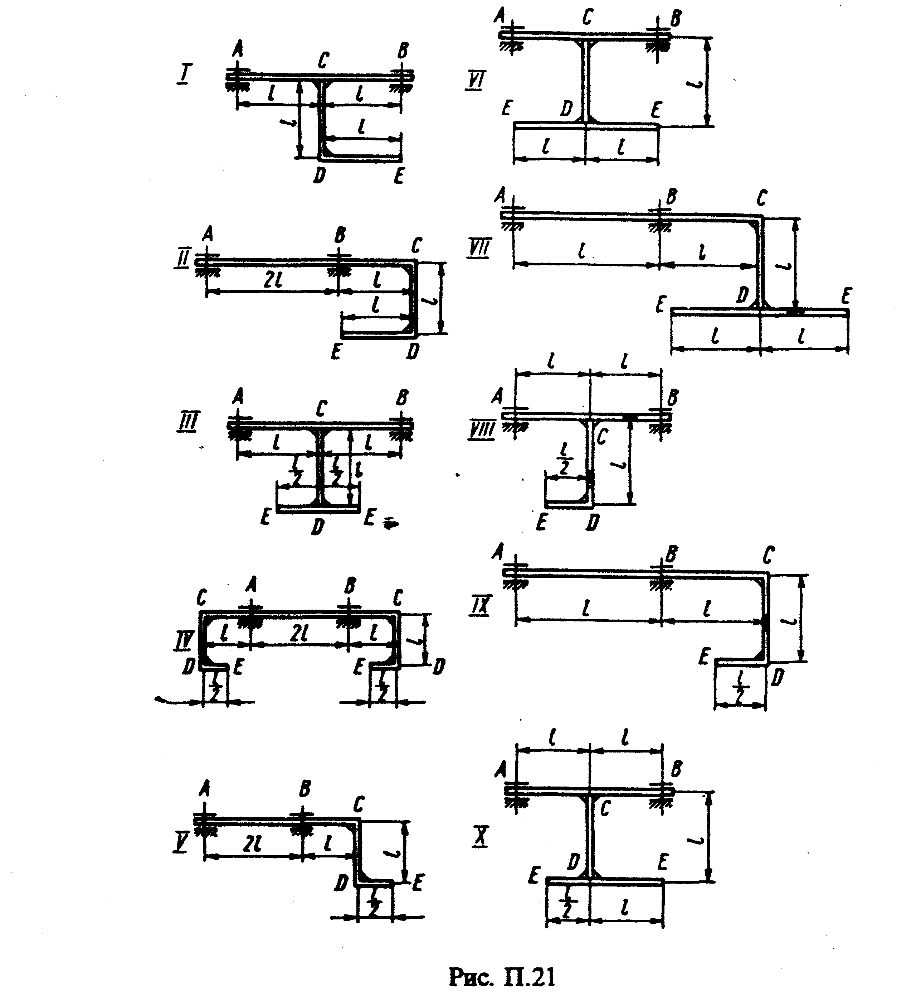 I
A C B
l l
l
l
D E
II
A B C
2l l
l
l
E D
III
A C B
l l
l/2 l/2 l
E D E
IV
C A B C
l 2l l
l
D E E D
l/2 l/2
V
A B C
2l l
l
D E
l/2
VI
A C B
l
E D E
l l
VII
A B C
l l
l
E D E
l l
VIII
l l
A B
C
l/2
l
E D
IX
A B C
l l
l
E D
l/2
X
l l
A B
C
l
E D E
l/2 l
Рис. П.21